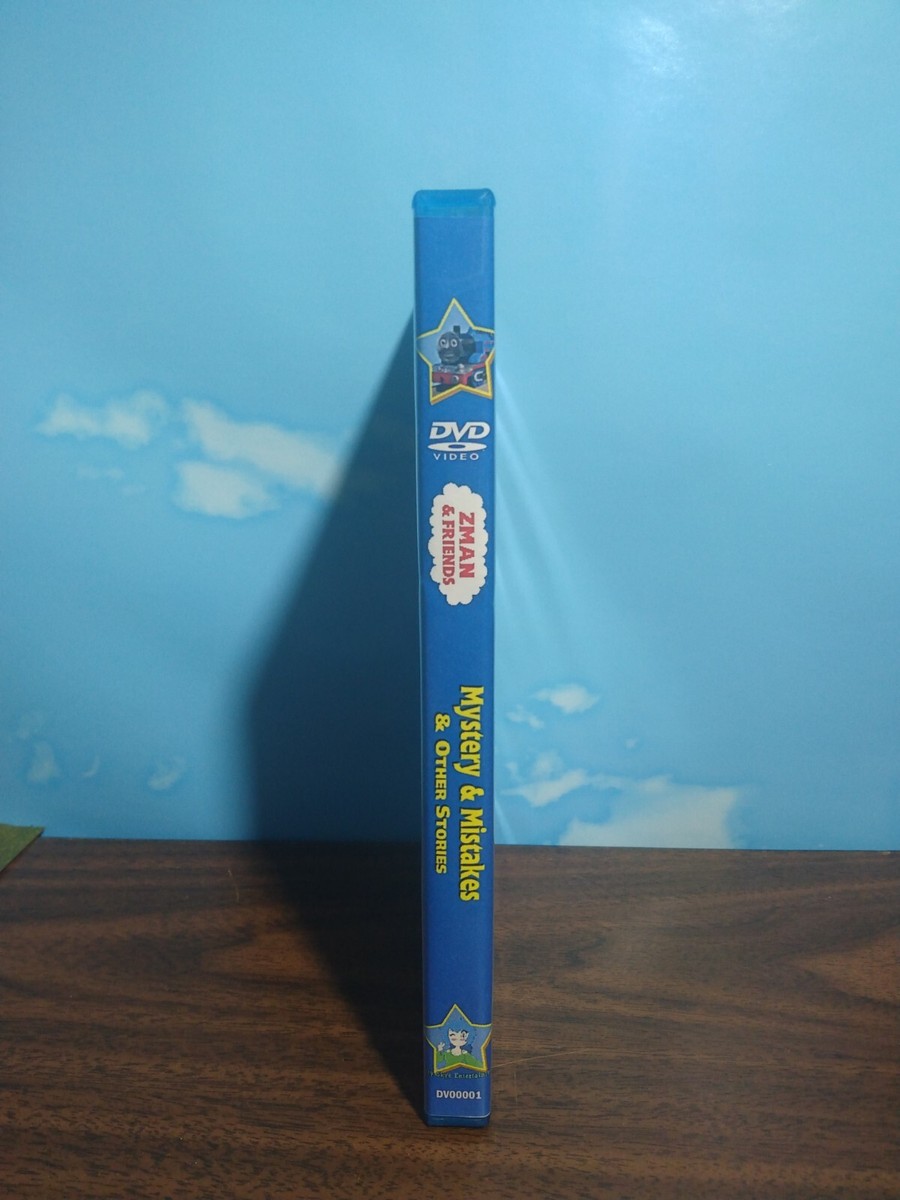 DVD
VIDEO
ZMAN
& FRIENDS
Mystery & Mistakes
& OTHER STORIES
DV00001